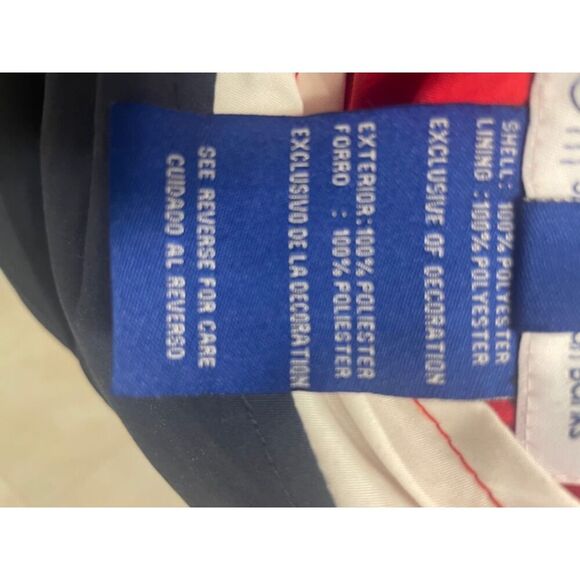 SHELL: 100% POLYESTER
LINING : 100% POLYESTER
EXCLUSIVE OF DECORATION
EXTERIOR:100% POLIESTER
FORRO : 100% POLIESTER
EXCLUSIVO DE LA DECORATION
SEE REVERSE FOR CARE
CUIDADO AL REVERSO